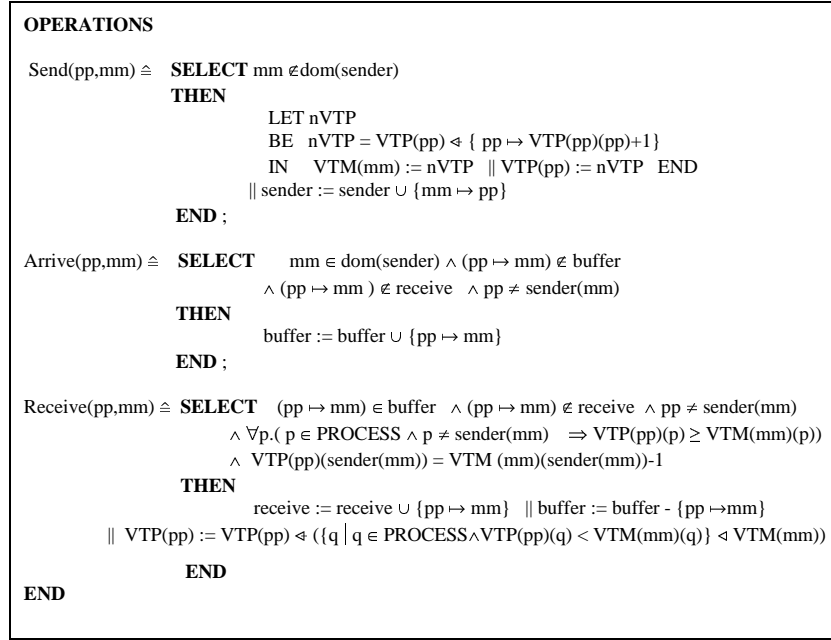 OPERATIONS
Send(pp,mm) ≙ SELECT mm ∉dom(sender)
THEN
LET nVTP
BE nVTP = VTP(pp) ⩤ { pp ↦ VTP(pp)(pp)+1}
IN VTM(mm) := nVTP || VTP(pp) := nVTP END
|| sender := sender ∪ {mm ↦ pp}
END ;
Arrive(pp,mm) ≙ SELECT mm ∈ dom(sender) ∧ (pp ↦ mm) ∉ buffer
∧ (pp ↦ mm ) ∉ receive ∧ pp ≠ sender(mm)
THEN
buffer := buffer ∪ {pp ↦ mm}
END ;
Receive(pp,mm) ≙ SELECT (pp ↦ mm) ∈ buffer ∧ (pp ↦ mm) ∉ receive ∧ pp ≠ sender(mm)
∧ ∀p.( p ∈ PROCESS ∧ p ≠ sender(mm) ⇒ VTP(pp)(p) ≥ VTM(mm)(p))
∧ VTP(pp)(sender(mm)) = VTM (mm)(sender(mm))-1
THEN
receive := receive ∪ {pp ↦ mm} || buffer := buffer - {pp ↦mm}
|| VTP(pp) := VTP(pp) ⩤ ({q | q ∈ PROCESS∧VTP(pp)(q) < VTM(mm)(q)} ◁ VTM(mm))
END
END